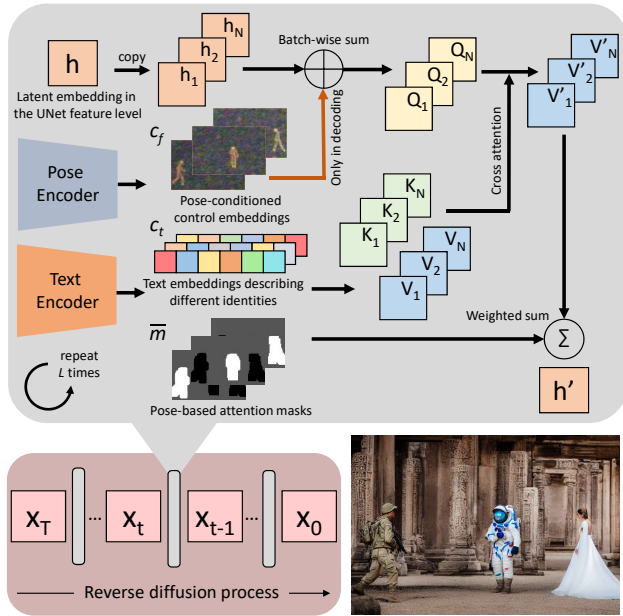 h
copy
h_N
h_2
h_1
Batch-wise sum
Q_N
Q_2
Q_1
V'_N
V'_2
V'_1
Latent embedding in
the UNet feature level
c_f
Only in decoding
Cross attention
Pose
Encoder
Pose-conditioned
control embeddings
K_N
K_2
K_1
c_t
V_N
V_2
V_1
Text
Encoder
Text embeddings describing
different identities
m̅
Weighted sum
Σ
repeat
L times
h'
Pose-based attention masks
x_T
...
x_t
x_t-1
...
x_0
Reverse diffusion process